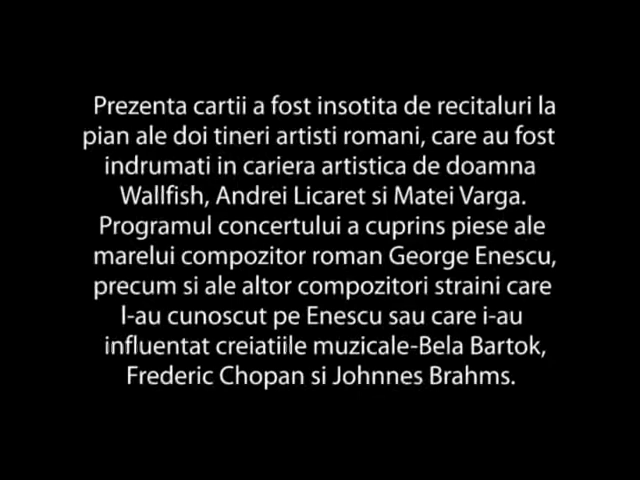 Prezenta cartii a fost insotita de recitaluri la
pian ale doi tineri artisti romani, care au fost
indrumati in cariera artistica de doamna
Wallfish, Andrei Licaret si Matei Varga.
Programul concertului a cuprins piese ale
marelui compozitor roman George Enescu,
precum si ale altor compozitori straini care
l-au cunoscut pe Enescu sau care i-au
influentat creiatiile muzicale-Bela Bartok,
Frederic Chopan si Johnnes Brahms.